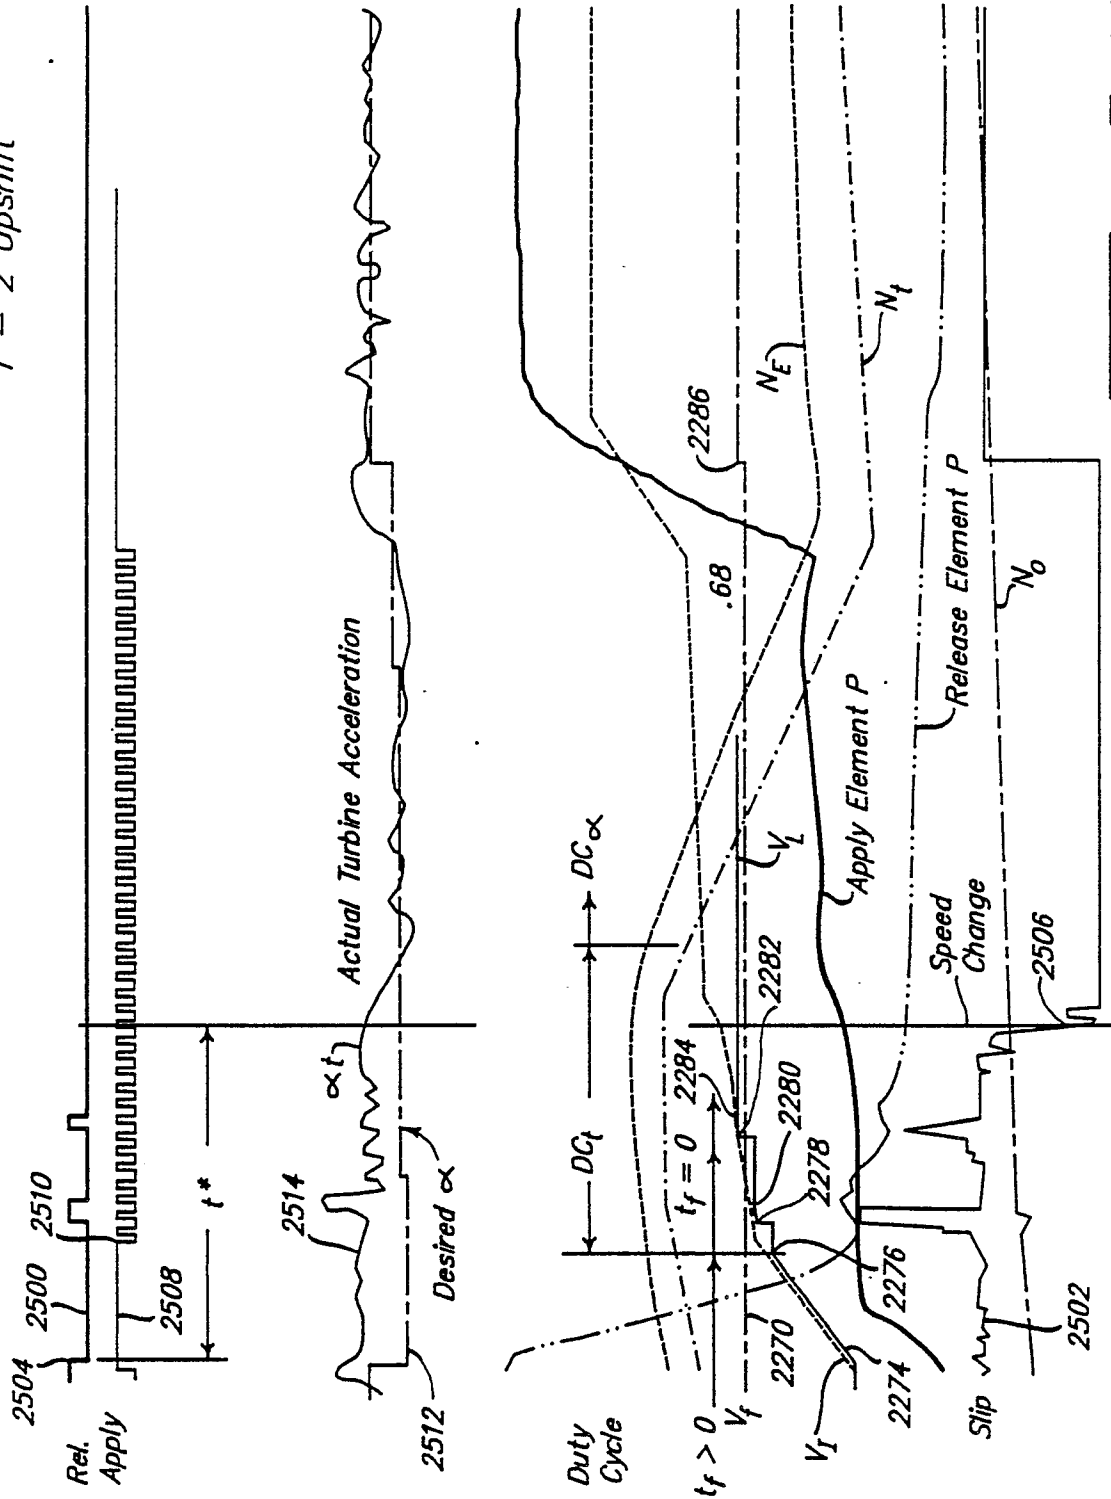 1 – 2 Upshift
2504
2500
2510
Rel.
Apply
2508
t*
Actual Turbine Acceleration
αt
2514
2512
Desired α
Duty
Cycle
DCt
DCα
tf > 0
tf = 0
2284
2282
Vf
2270
VL
.68
2286
2280
2278
2276
VI
2274
NE
Nt
Apply Element P
Release Element P
Speed
Change
2506
Slip
2502
NO